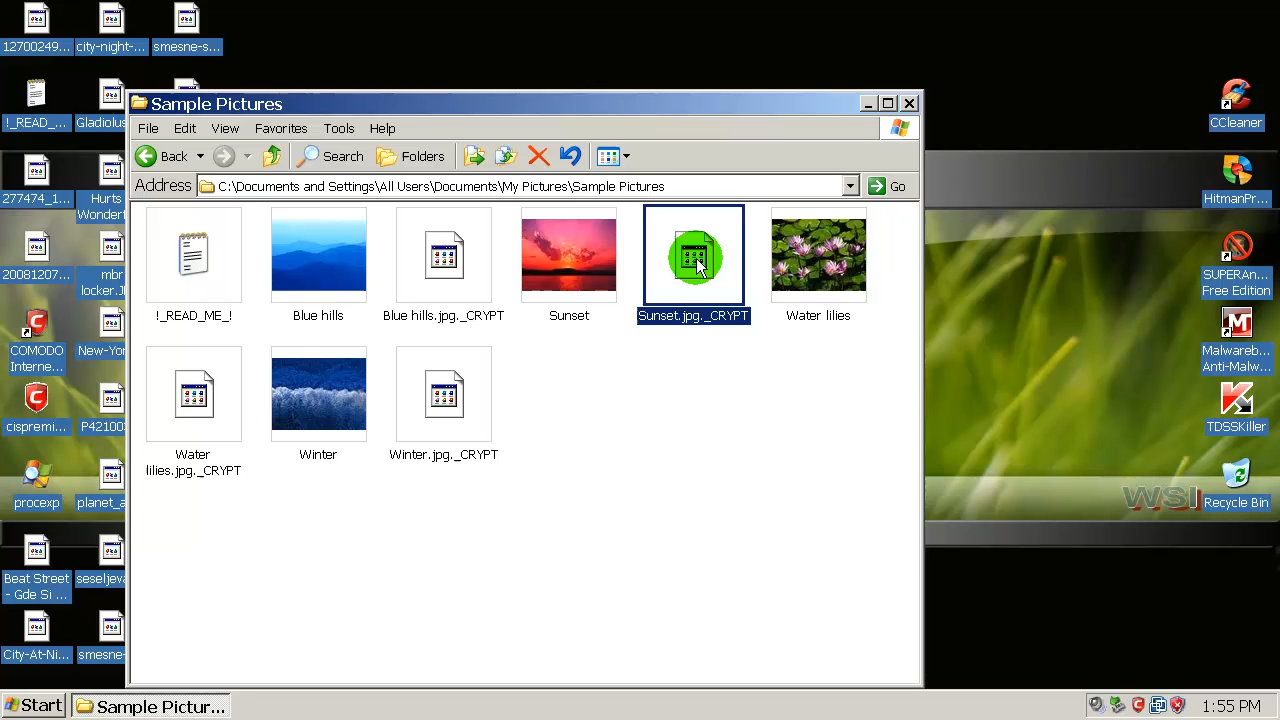 12700249...
city-night-...
smesne-s...
!_READ_...
Gladiolus
CCleaner
Sample Pictures
File Edit View Favorites Tools Help
Back Search Folders
Address C:\Documents and Settings\All Users\Documents\My Pictures\Sample Pictures Go
277474_1...
Hurts
Wonderf
HitmanPr...
20081207...
mbr
locker.Jl
SUPERAn...
Free Edition
!_READ_ME_!
Blue hills
Blue hills.jpg._CRYPT
Sunset
Sunset.jpg._CRYPT
Water lilies
COMODO
Interne...
New-Yor
Malwareb...
Anti-Malw...
cispremi...
P42100
TDSSKiller
Water
lilies.jpg._CRYPT
Winter
Winter.jpg._CRYPT
procexp
planet_a
WSI
Recycle Bin
Beat Street
- Gde Si ...
seseljeva
City-At-Ni...
smesne-
Start
Sample Pictur...
1:55 PM